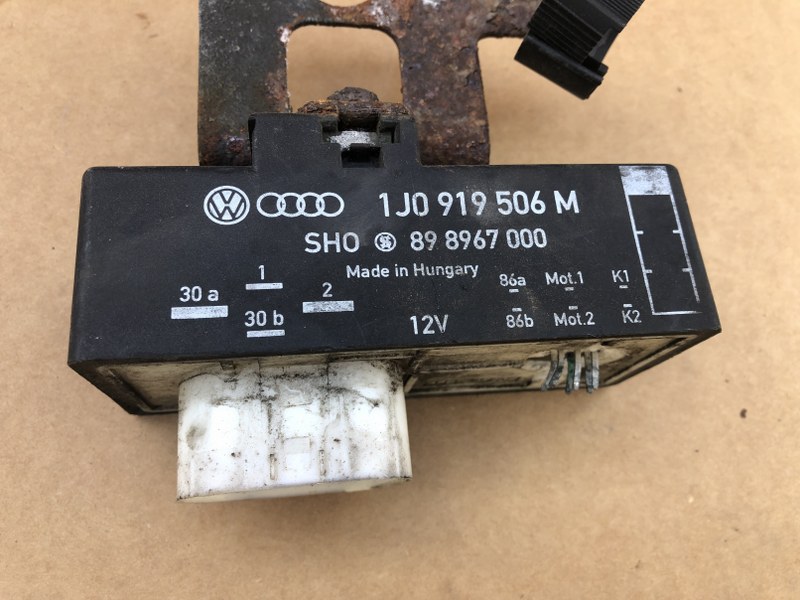 1J0 919 506 M
SHO 89 8967 000
Made in Hungary
30 a 1 2 86a Mot.1 K1
30 b 12V 86b Mot.2 K2